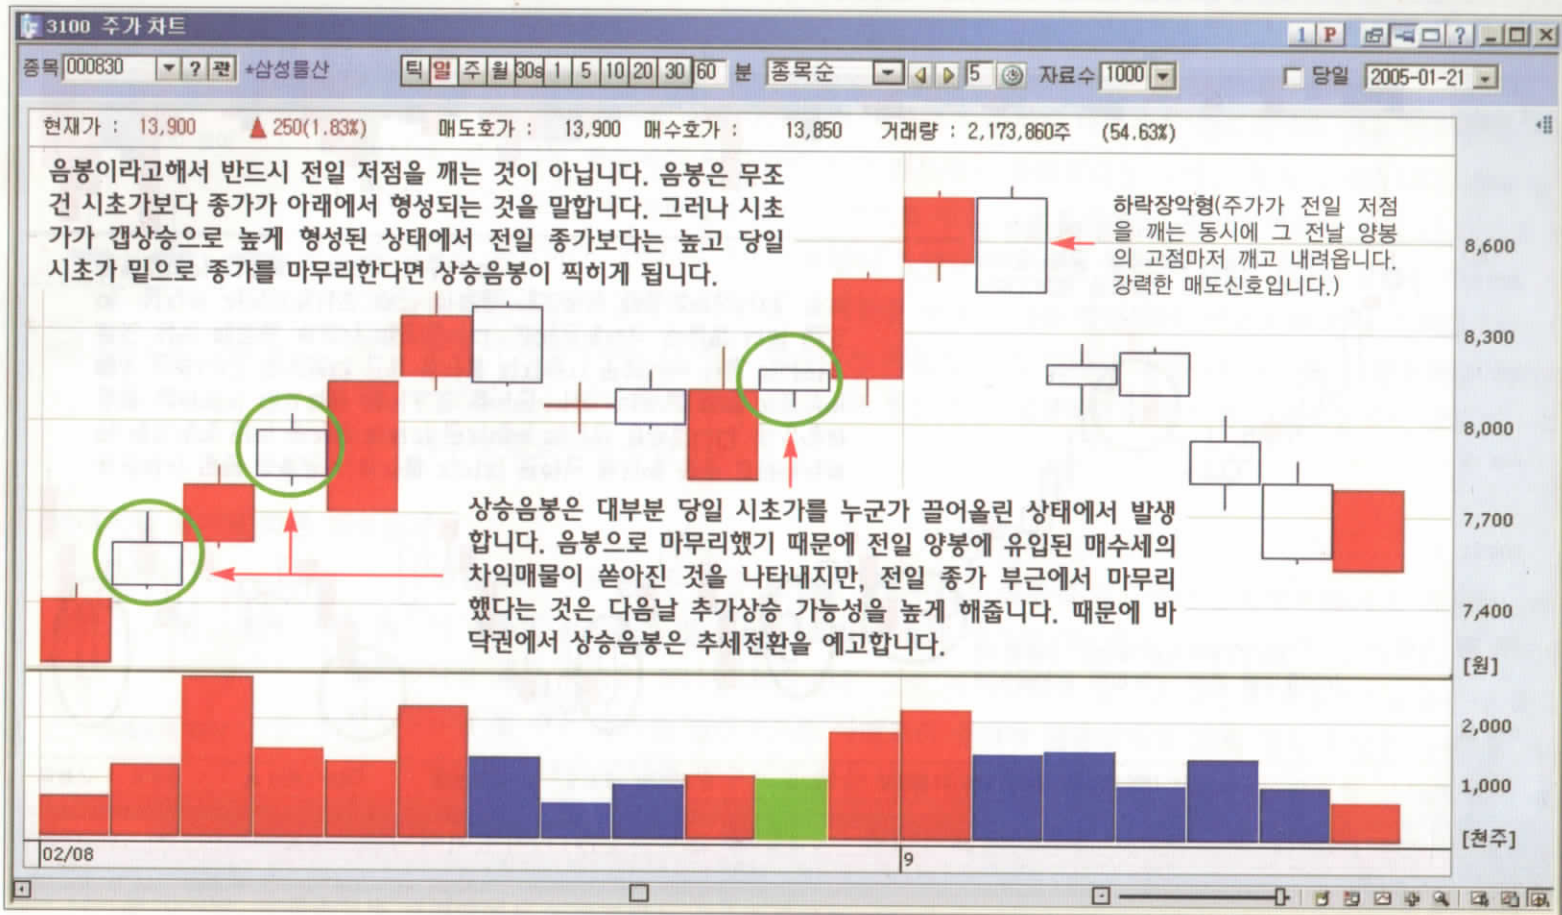 3100 주가 차트
1 P ?
종목 000830 ? 관 +삼성물산 틱 일 주 월 30s 1 5 10 20 30 60 분 종목순 5 자료수 1000 당일 2005-01-21
현재가 : 13,900 ▲ 250(1.83%) 매도호가 : 13,900 매수호가 : 13,850 거래량 : 2,173,860주 (54.63%)
음봉이라고해서 반드시 전일 저점을 깨는 것이 아닙니다. 음봉은 무조
건 시초가보다 종가가 아래에서 형성되는 것을 말합니다. 그러나 시초
가가 갭상승으로 높게 형성된 상태에서 전일 종가보다는 높고 당일
시초가 밑으로 종가를 마무리한다면 상승음봉이 찍히게 됩니다.
하락장악형(주가가 전일 저점
을 깨는 동시에 그 전날 양봉
의 고점마저 깨고 내려옵니다.
강력한 매도신호입니다.)
8,600
8,300
8,000
7,700
7,400
[원]
상승음봉은 대부분 당일 시초가를 누군가 끌어올린 상태에서 발생
합니다. 음봉으로 마무리했기 때문에 전일 양봉에 유입된 매수세의
차익매물이 쏟아진 것을 나타내지만, 전일 종가 부근에서 마무리
했다는 것은 다음날 추가상승 가능성을 높게 해줍니다. 때문에 바
닥권에서 상승음봉은 추세전환을 예고합니다.
2,000
1,000
[천주]
02/08
9